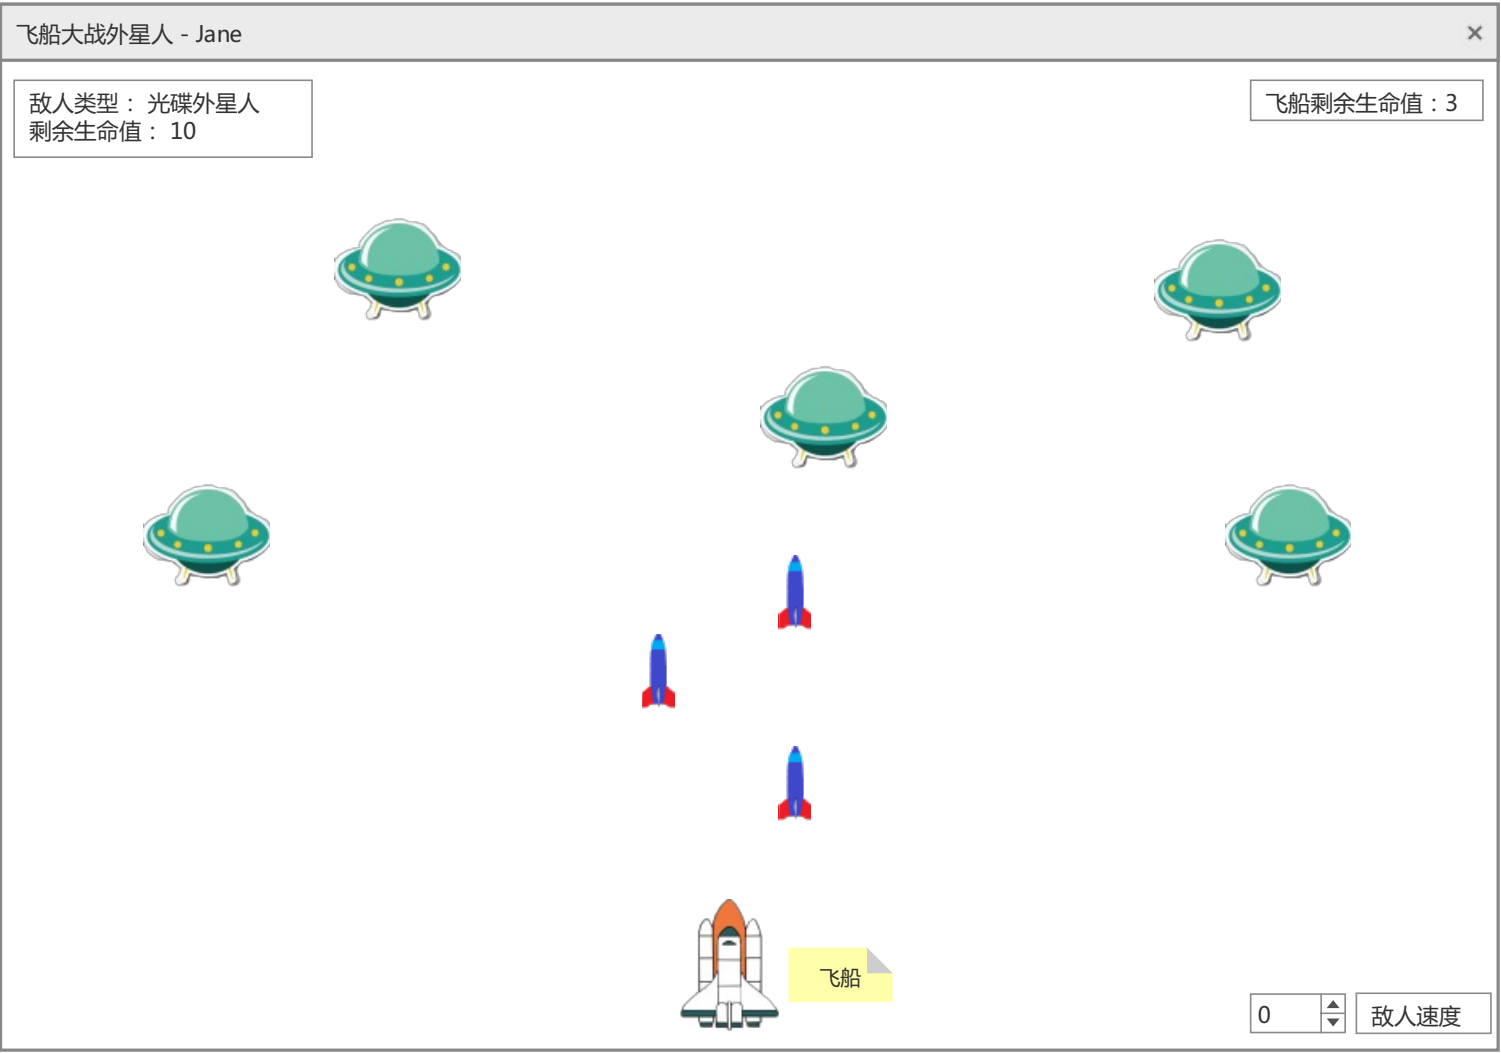 飞船大战外星人 - Jane
敌人类型： 光碟外星人
剩余生命值： 10
飞船剩余生命值：3
飞船
0
敌人速度